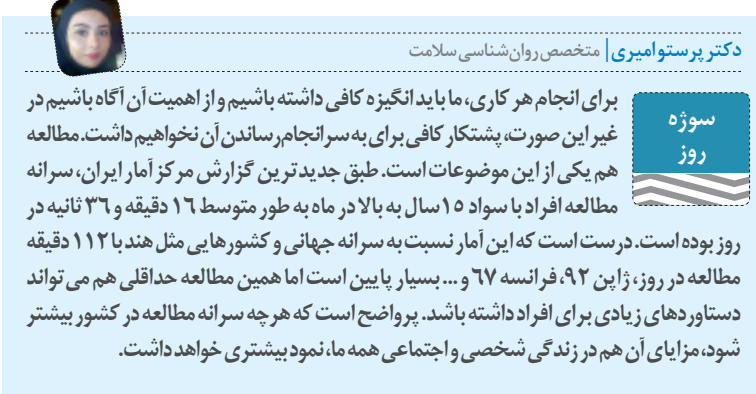 دکتر پرستو امیری| متخصص روان‌شناسی سلامت
سوژه
روز
برای انجام هر کاری، ما باید انگیزه کافی داشته باشیم و از اهمیت آن آگاه باشیم در
غیر این صورت، پشتکار کافی برای به سرانجام رساندن آن نخواهیم داشت. مطالعه
هم یکی از این موضوعات است. طبق جدیدترین گزارش مرکز آمار ایران، سرانه
مطالعه افراد با سواد ۱۵ سال به بالا در ماه به طور متوسط ۱۶ دقیقه و ۳۶ ثانیه در
روز بوده است. درست است که این آمار نسبت به سرانه جهانی و کشورهایی مثل هند با ۱۱۲ دقیقه
مطالعه در روز، ژاپن ۹۲، فرانسه ۶۷ و ... بسیار پایین است اما همین مطالعه حداقلی هم می تواند
دستاوردهای زیادی برای افراد داشته باشد. پرواضح است که هرچه سرانه مطالعه در کشور بیشتر
شود، مزایای آن هم در زندگی شخصی و اجتماعی همه ما، نمود بیشتری خواهد داشت.